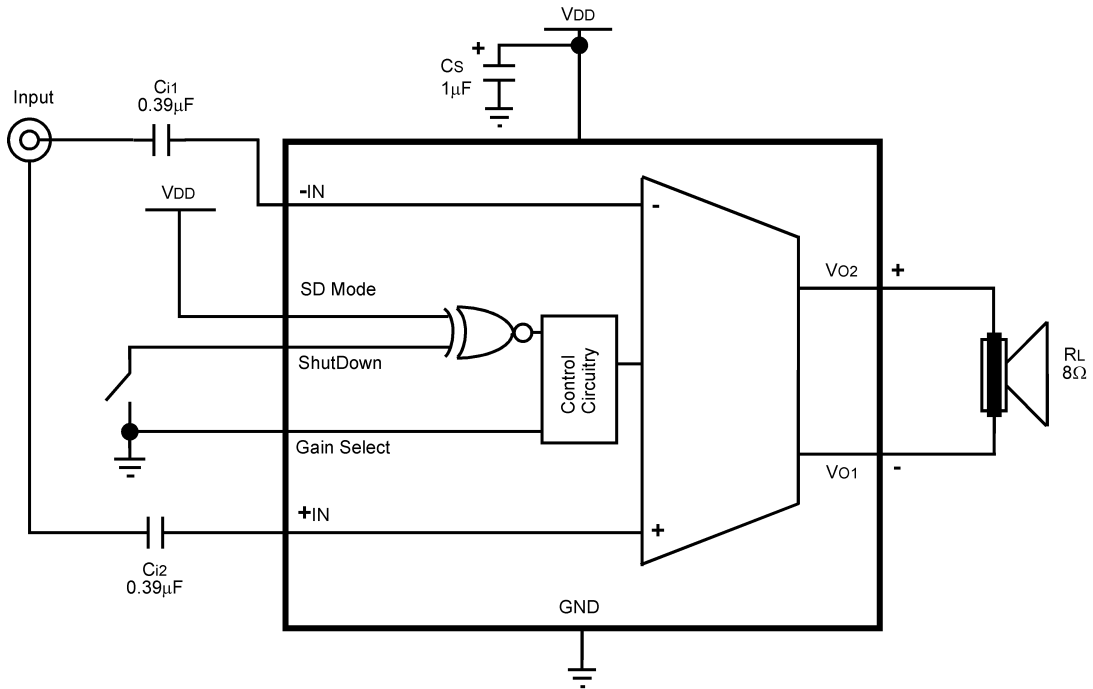 VDD
+
CS
1µF
Ci1
0.39µF
Input
-IN
VDD
-
SD Mode
VO2
+
ShutDown
Control
Circuitry
RL
8Ω
Gain Select
VO1
-
+IN
+
Ci2
0.39µF
GND